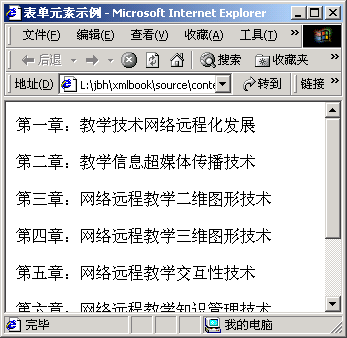 表单元素示例 - Microsoft Internet Explorer
文件(F) 编辑(E) 查看(V) 收藏(A) 工具(T) »
后退 搜索 收藏夹 »
地址(D) L:\jbh\xmlbook\source\conte 转到 链接 »
第一章：教学技术网络远程化发展
第二章：教学信息超媒体传播技术
第三章：网络远程教学二维图形技术
第四章：网络远程教学三维图形技术
第五章：网络远程教学交互性技术
第六章：网络远程教学知识管理技术
完毕 我的电脑